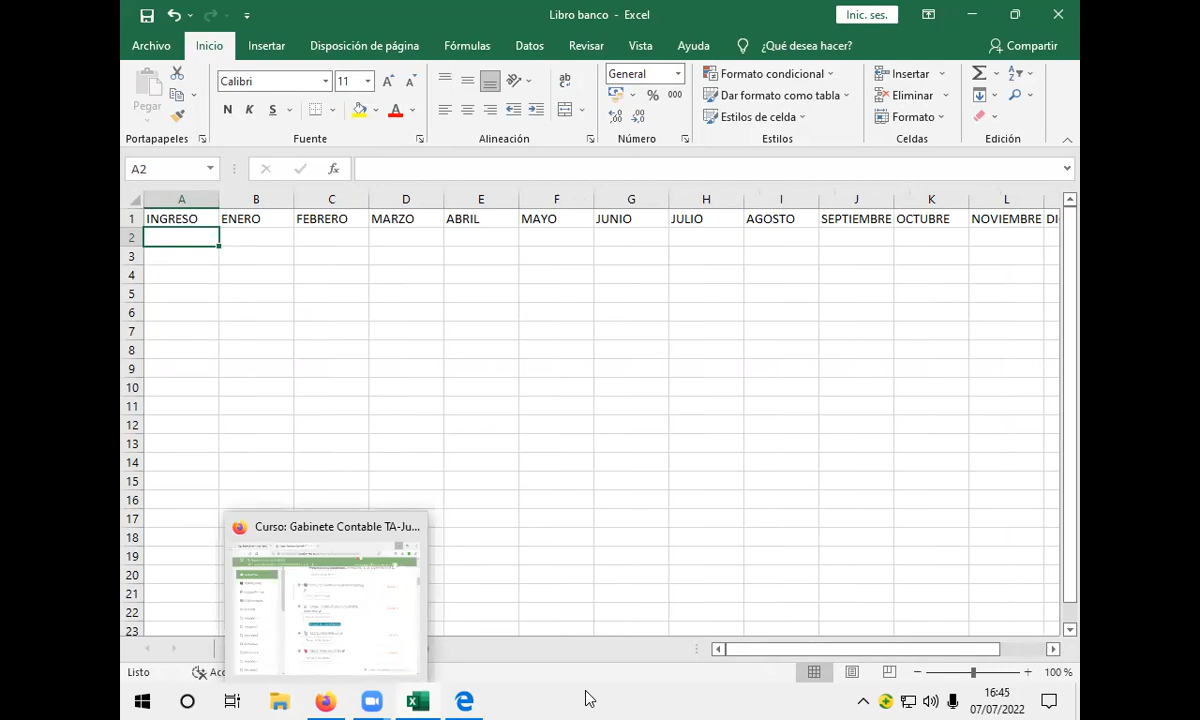 Libro banco - Excel
Inic. ses.
Archivo Inicio Insertar Disposición de página Fórmulas Datos Revisar Vista Ayuda ¿Qué desea hacer? Compartir
Pegar
Calibri 11
N K S
ab
General
% 000
Formato condicional
Dar formato como tabla
Estilos de celda
Insertar
Eliminar
Formato
Portapapeles Fuente Alineación Número Estilos Celdas Edición
A2 fx
A B C D E F G H I J K L
1 INGRESO ENERO FEBRERO MARZO ABRIL MAYO JUNIO JULIO AGOSTO SEPTIEMBRE OCTUBRE NOVIEMBRE DI
2
3
4
5
6
7
8
9
10
11
12
13
14
15
16
17
18
19
20
21
22
23
Curso: Gabinete Contable TA-Ju...
Listo Acc 100 %
16:45
07/07/2022